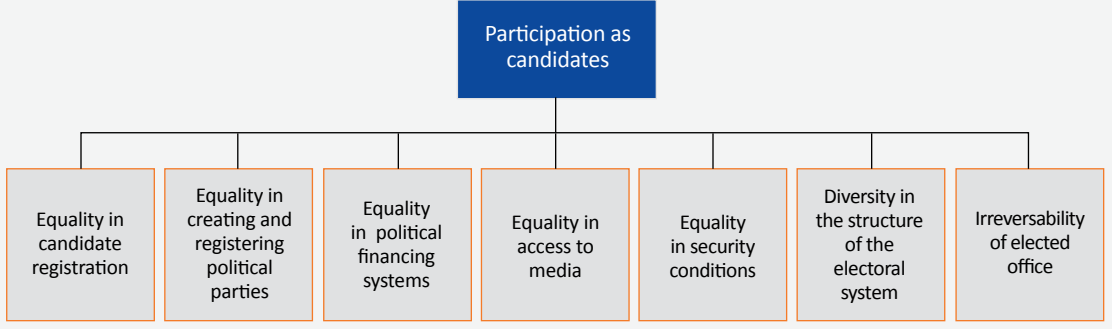 Participation as
candidates
Equality in
candidate
registration
Equality in
creating and
registering
political
parties
Equality
in political
financing
systems
Equality in
access to
media
Equality
in security
conditions
Diversity in
the structure
of the
electoral
system
Irreversability
of elected
office